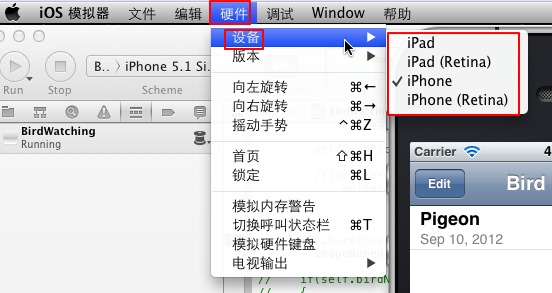 iOS 模拟器 文件 编辑 硬件 调试 Window 帮助
设备
版本
向左旋转 ⌘←
向右旋转 ⌘→
摇动手势 ^⌘Z
首页 ⇧⌘H
锁定 ⌘L
模拟内存警告
切换呼叫状态栏 ⌘T
模拟硬件键盘
电视输出
iPad
iPad (Retina)
✓ iPhone
iPhone (Retina)
B... › iPhone 5.1 Si...
Run Stop Scheme
BirdWatching
Running
Carrier 4
Edit Bird
Pigeon
Sep 10, 2012
// if(self.birdN
// {